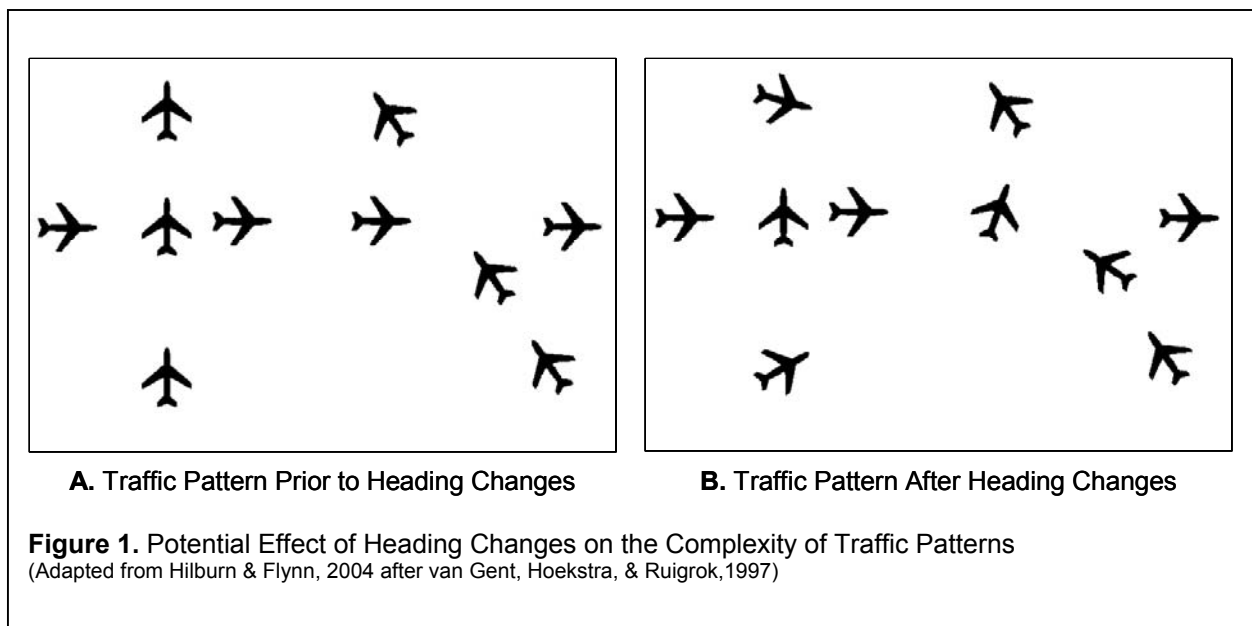 A. Traffic Pattern Prior to Heading Changes
B. Traffic Pattern After Heading Changes
Figure 1. Potential Effect of Heading Changes on the Complexity of Traffic Patterns
(Adapted from Hilburn & Flynn, 2004 after van Gent, Hoekstra, & Ruigrok,1997)